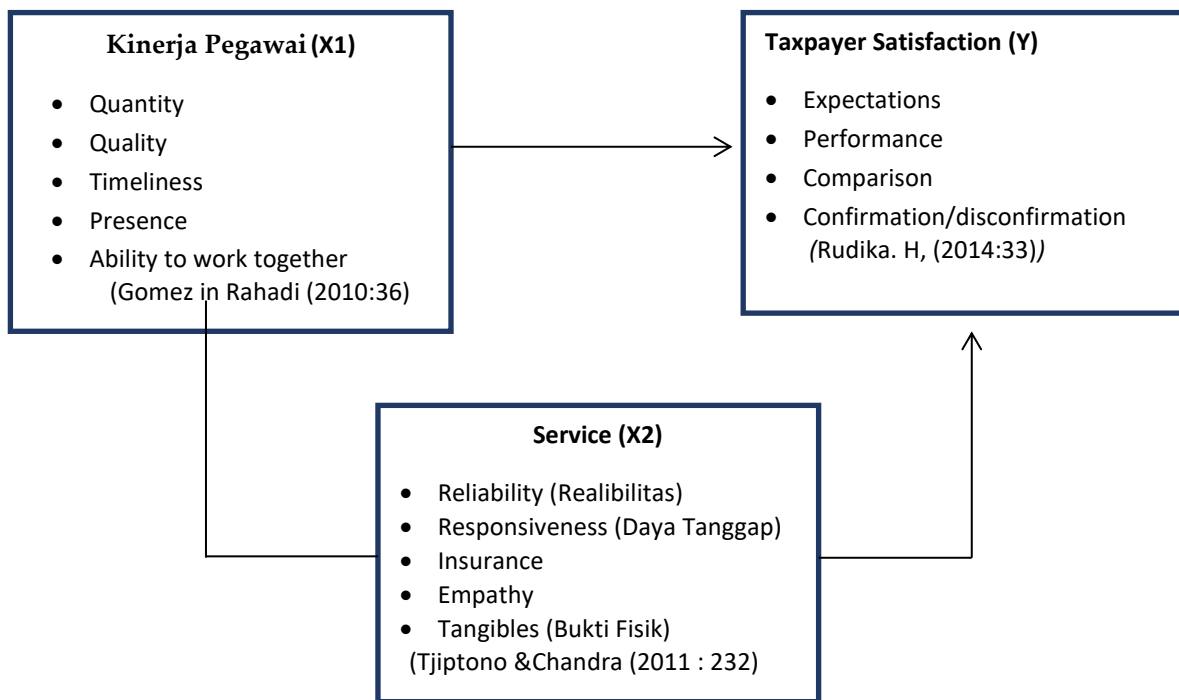 Kinerja Pegawai (X1)
• Quantity
• Quality
• Timeliness
• Presence
• Ability to work together
(Gomez in Rahadi (2010:36)
Taxpayer Satisfaction (Y)
• Expectations
• Performance
• Comparison
• Confirmation/disconfirmation
(Rudika. H, (2014:33))
Service (X2)
• Reliability (Realibilitas)
• Responsiveness (Daya Tanggap)
• Insurance
• Empathy
• Tangibles (Bukti Fisik)
(Tjiptono &Chandra (2011 : 232)